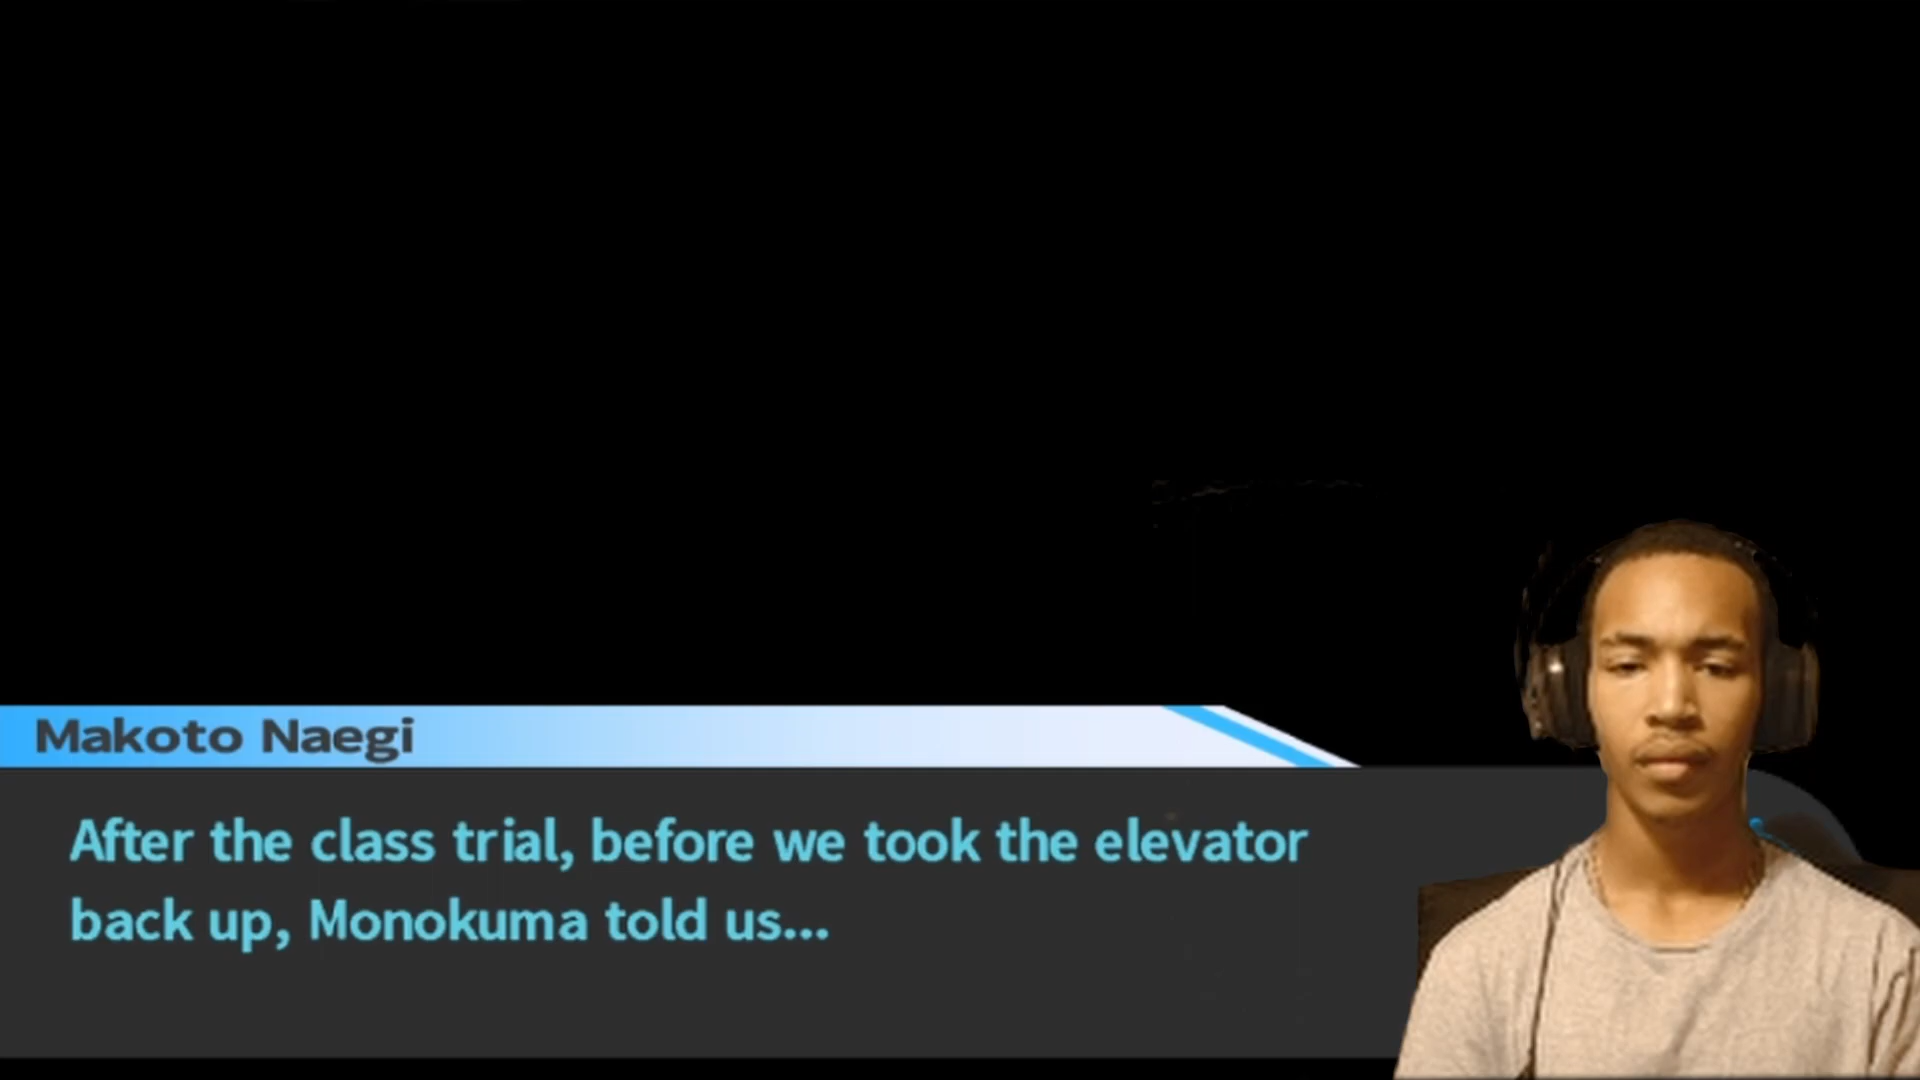 Makoto Naegi
After the class trial, before we took the elevator
back up, Monokuma told us...